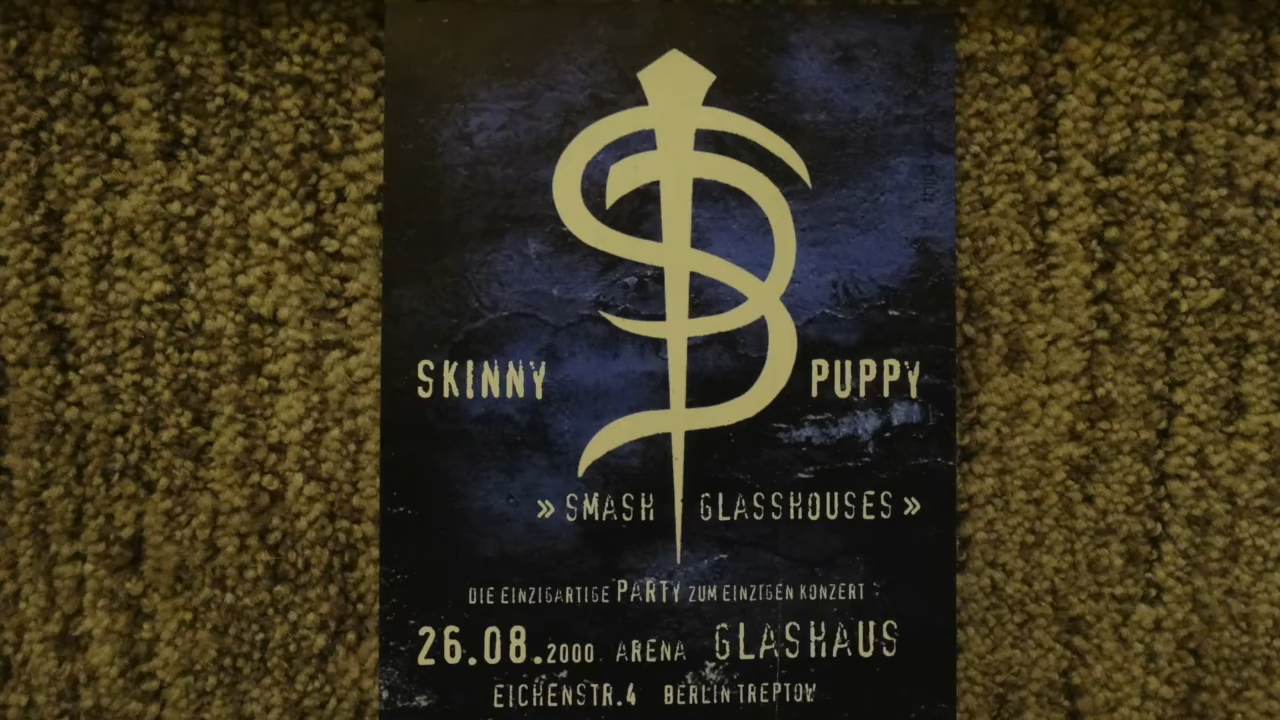 SKINNY PUPPY
» SMASH GLASSHOUSES »
DIE EINZIGARTIGE PARTY ZUM EINZIGEN KONZERT
26.08.2000 ARENA GLASHAUS
EICHENSTR.4 BERLIN TREPTOW